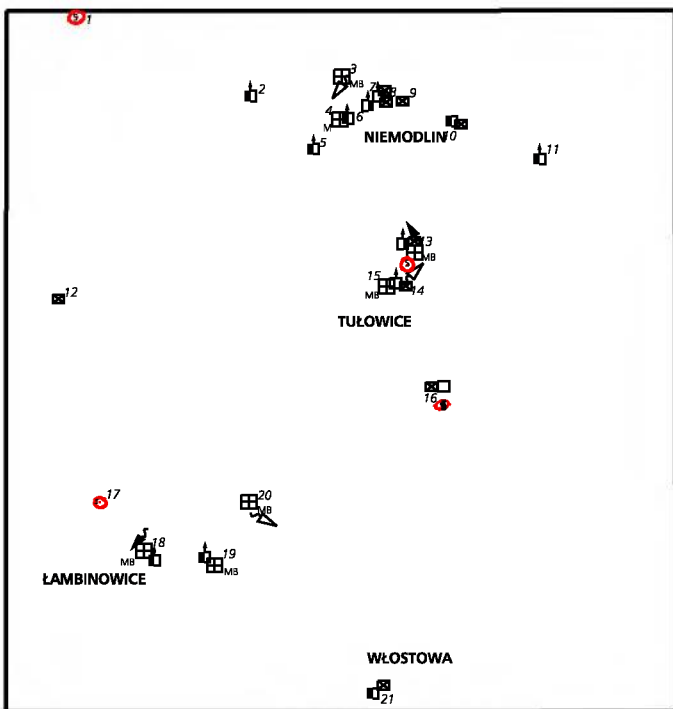 1
2
3
MB
7
8
9
4
M
6
10
NIEMODLIN
5
11
13
MB
15
MB
14
12
TUŁOWICE
16
17
20
MB
18
MB
19
MB
ŁAMBINOWICE
WŁOSTOWA
21